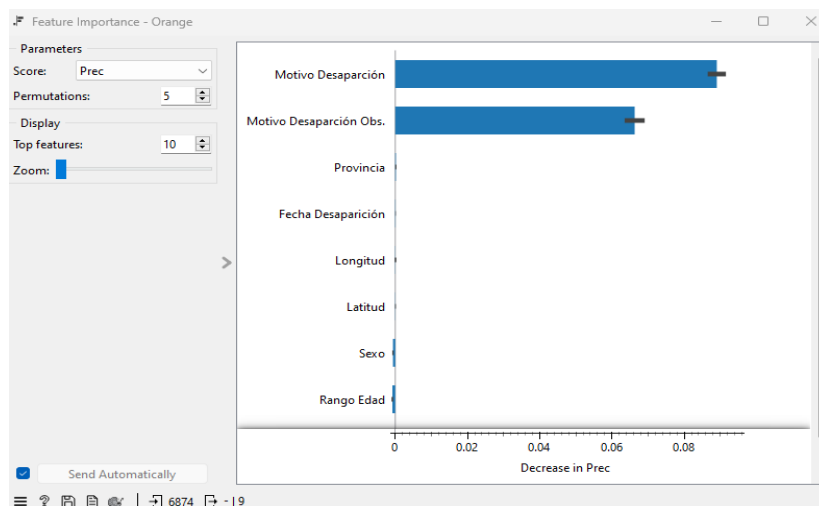 Feature Importance - Orange
Parameters
Score: Prec
Permutations: 5
Display
Top features: 10
Zoom:
Send Automatically
6874 - | 9
Motivo Desaparción
Motivo Desaparción Obs.
Provincia
Fecha Desaparición
Longitud
Latitud
Sexo
Rango Edad
0 0.02 0.04 0.06 0.08
Decrease in Prec